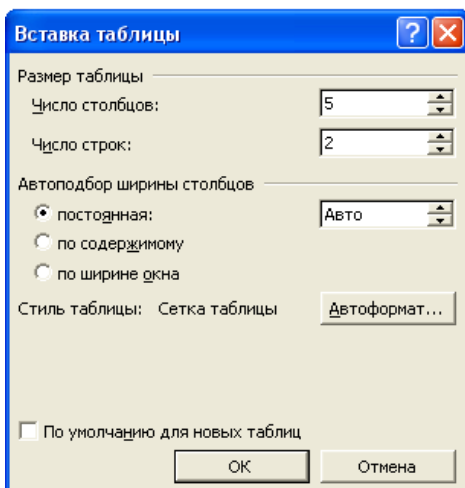 Вставка таблицы
Размер таблицы
Число столбцов: 5
Число строк: 2
Автоподбор ширины столбцов
постоянная: Авто
по содержимому
по ширине окна
Стиль таблицы: Сетка таблицы Автоформат...
По умолчанию для новых таблиц
ОК Отмена